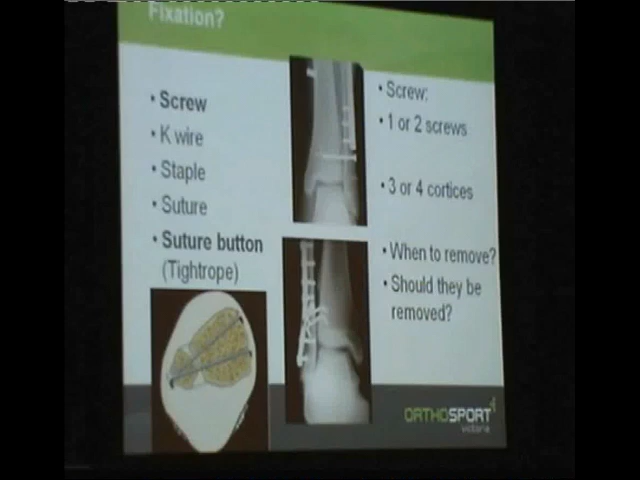 Fixation?
• Screw
• K wire
• Staple
• Suture
• Suture button
(Tightrope)
• Screw:
• 1 or 2 screws
• 3 or 4 cortices
• When to remove?
• Should they be
removed?
ORTHOSPORT
victoria